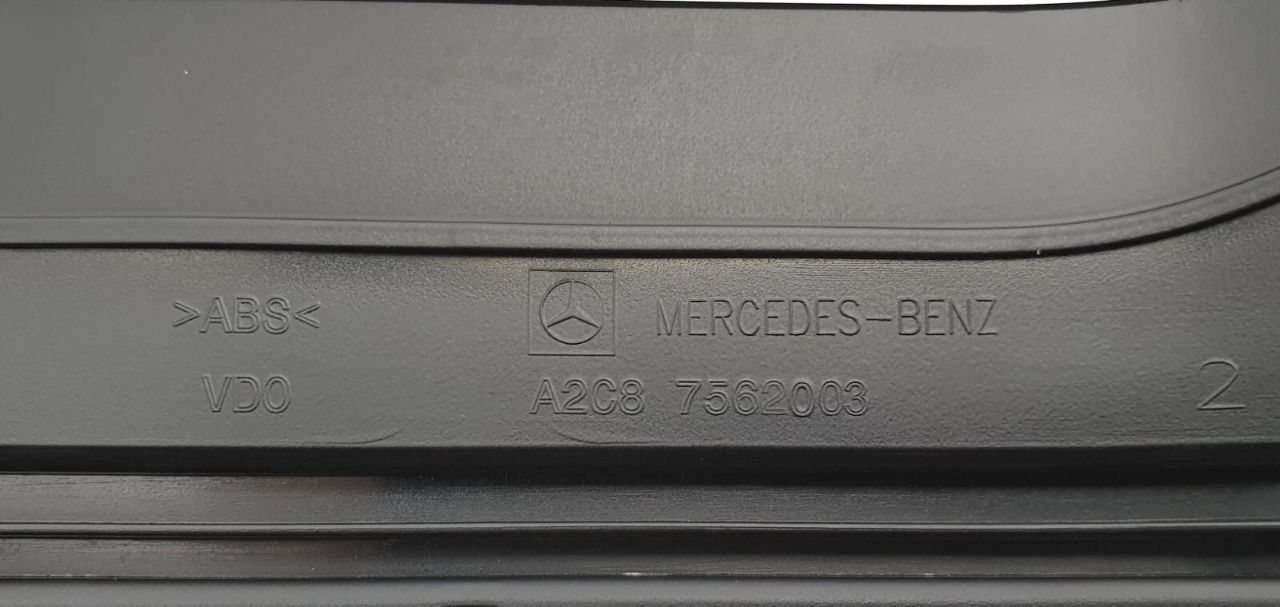 >ABS< MERCEDES-BENZ
VDO A2C8 7562003 2